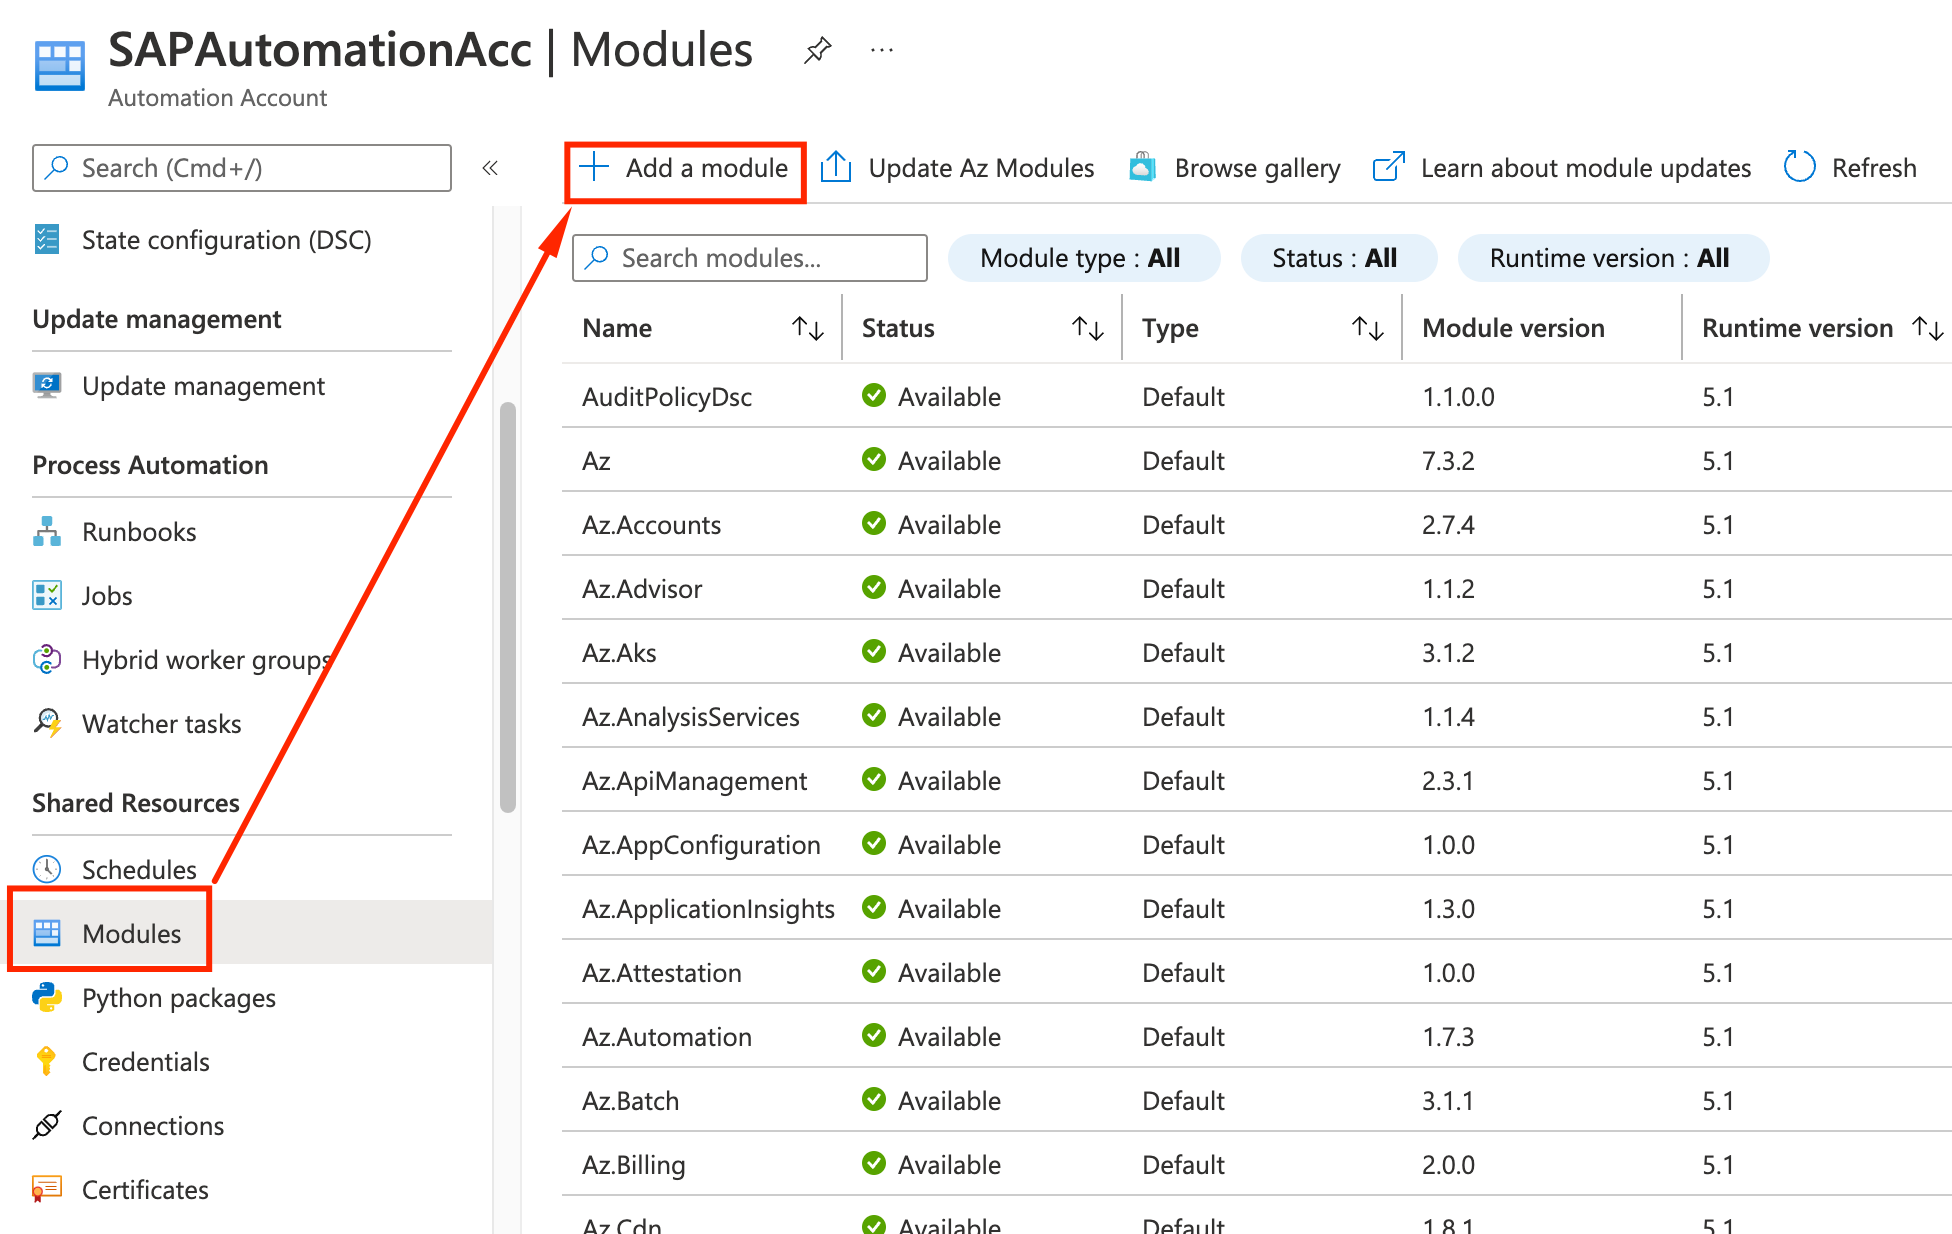 SAPAutomationAcc | Modules
Automation Account
Search (Cmd+/)
«
State configuration (DSC)
Update management
Update management
Process Automation
Runbooks
Jobs
Hybrid worker groups
Watcher tasks
Shared Resources
Schedules
Modules
Python packages
Credentials
Connections
Certificates
Add a module Update Az Modules Browse gallery Learn about module updates Refresh
Search modules... Module type : All Status : All Runtime version : All
Name Status Type Module version Runtime version
AuditPolicyDsc Available Default 1.1.0.0 5.1
Az Available Default 7.3.2 5.1
Az.Accounts Available Default 2.7.4 5.1
Az.Advisor Available Default 1.1.2 5.1
Az.Aks Available Default 3.1.2 5.1
Az.AnalysisServices Available Default 1.1.4 5.1
Az.ApiManagement Available Default 2.3.1 5.1
Az.AppConfiguration Available Default 1.0.0 5.1
Az.ApplicationInsights Available Default 1.3.0 5.1
Az.Attestation Available Default 1.0.0 5.1
Az.Automation Available Default 1.7.3 5.1
Az.Batch Available Default 3.1.1 5.1
Az.Billing Available Default 2.0.0 5.1
Az.Cdn Available Default 1.8.1 5.1